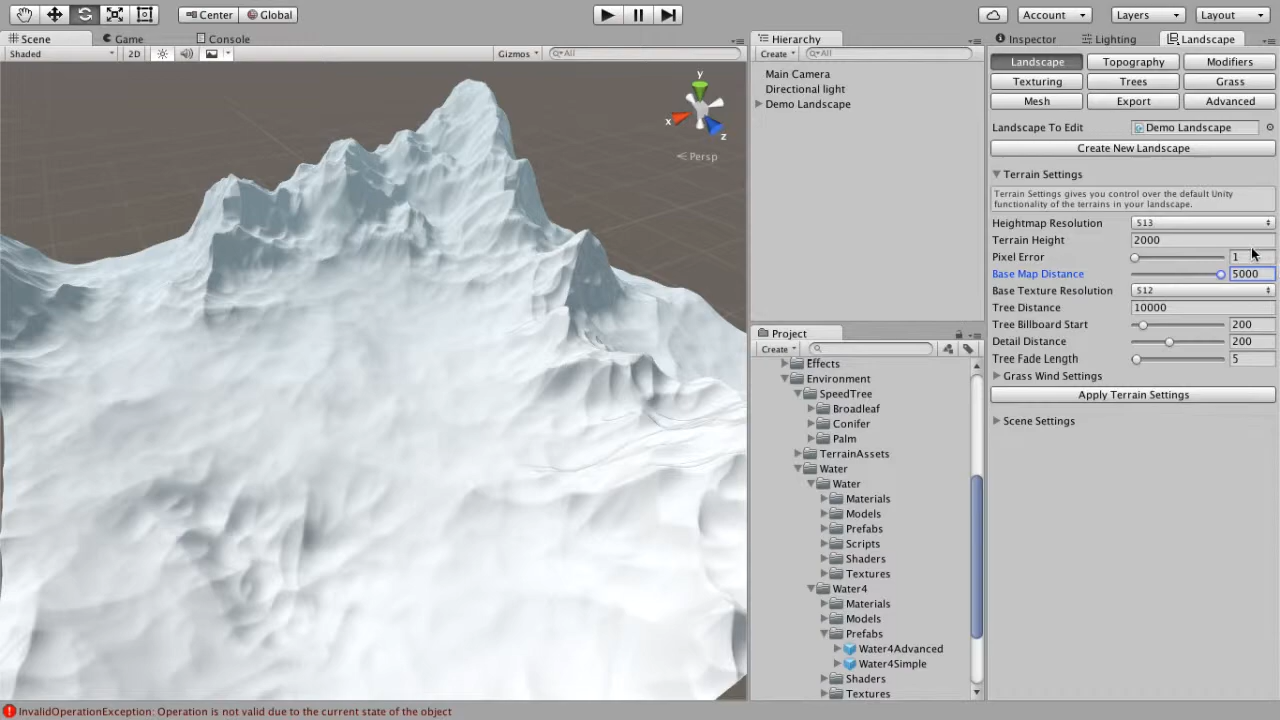 Center Global Account Layers Layout
Scene Game Console
Shaded 2D Gizmos All
y
x
z
Persp
Hierarchy
Create All
Main Camera
Directional light
Demo Landscape
Project
Create
Effects
Environment
SpeedTree
Broadleaf
Conifer
Palm
TerrainAssets
Water
Water
Materials
Models
Prefabs
Scripts
Shaders
Textures
Water4
Materials
Models
Prefabs
Water4Advanced
Water4Simple
Shaders
Textures
Inspector Lighting Landscape
Landscape Topography Modifiers
Texturing Trees Grass
Mesh Export Advanced
Landscape To Edit Demo Landscape
Create New Landscape
Terrain Settings
Terrain Settings gives you control over the default Unity
functionality of the terrains in your landscape.
Heightmap Resolution 513
Terrain Height 2000
Pixel Error 1
Base Map Distance 5000
Base Texture Resolution 512
Tree Distance 10000
Tree Billboard Start 200
Detail Distance 200
Tree Fade Length 5
Grass Wind Settings
Apply Terrain Settings
Scene Settings
InvalidOperationException: Operation is not valid due to the current state of the object